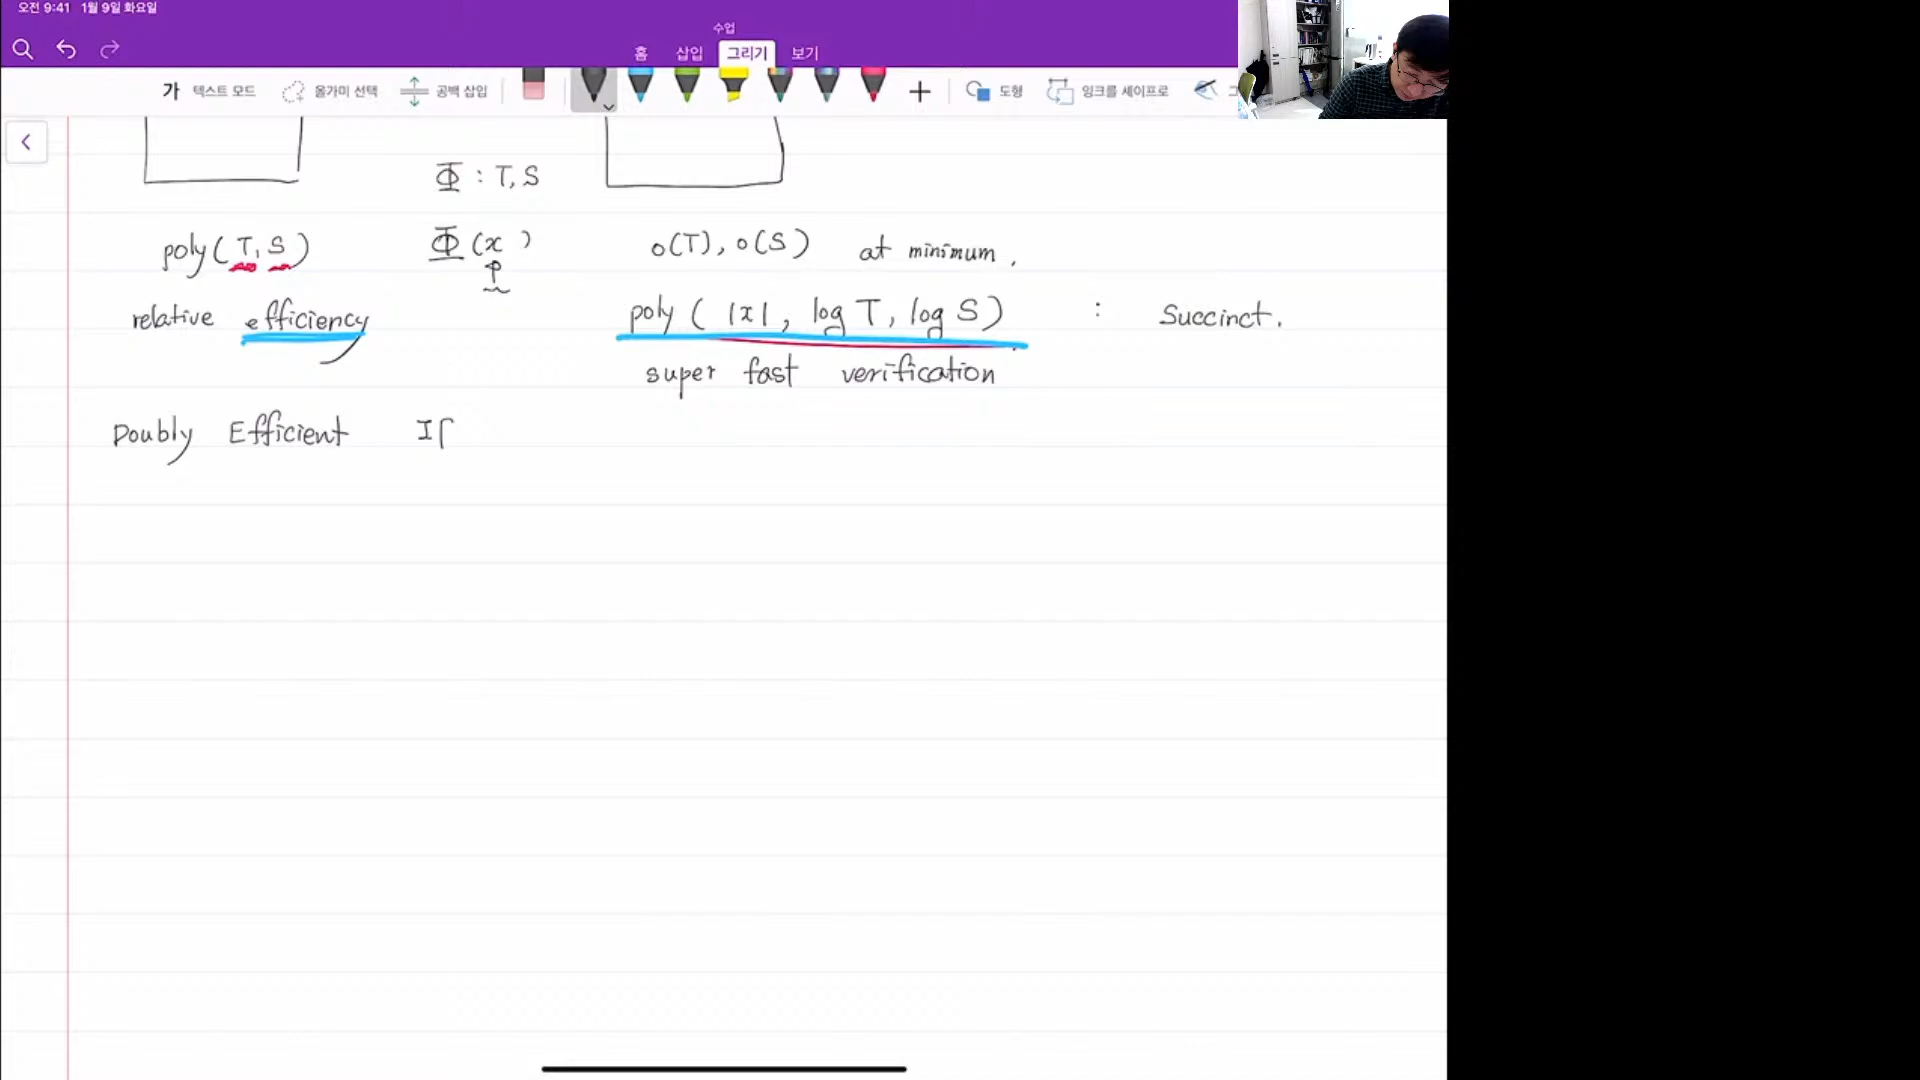 오전 9:41 1월 9일 화요일
수업
홈 삽입 그리기 보기
가 텍스트 모드 올가미 선택 공백 삽입 도형 잉크를 셰이프로
Φ : T, S
poly ( T, S ) Φ (x ) o(T), o(S) at minimum.
relative efficiency poly ( |x|, log T, log S ) : Succinct.
super fast verification
Doubly Efficient